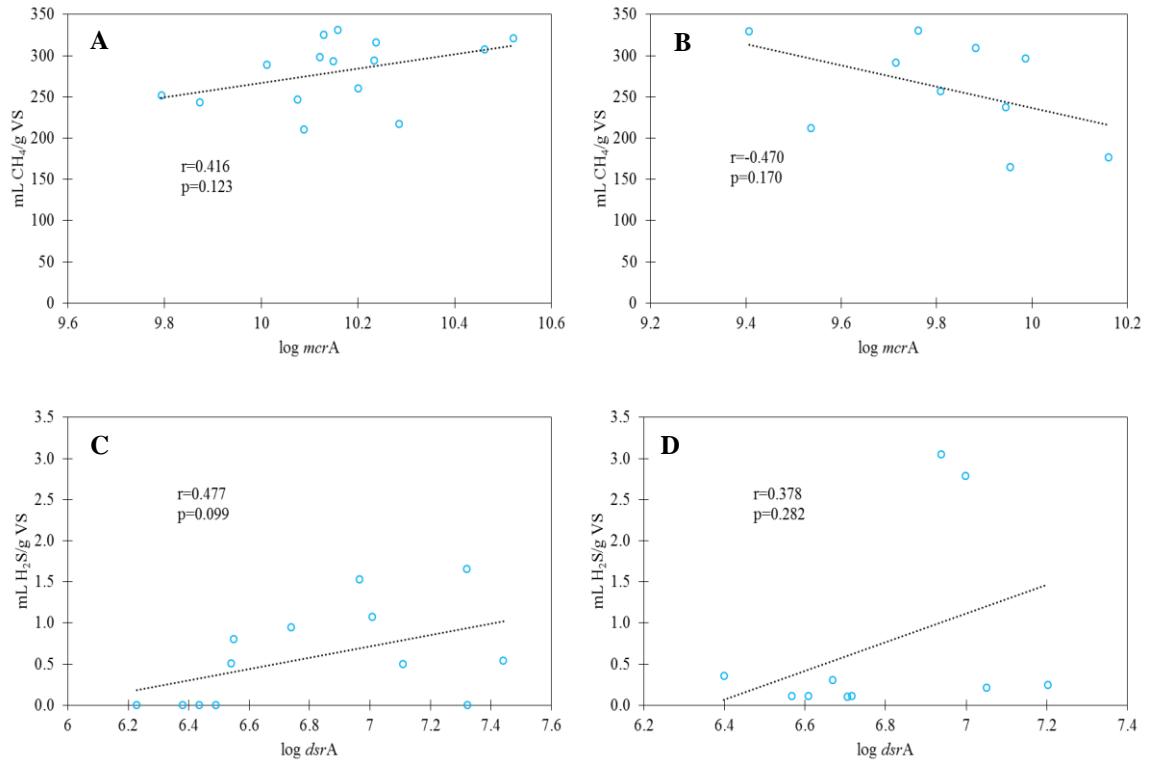 A
350
300
250
200
150
100
50
0
mL CH₄/g VS
r=0.416
p=0.123
9.6 9.8 10 10.2 10.4 10.6
log mcrA
B
350
300
250
200
150
100
50
0
mL CH₄/g VS
r=-0.470
p=0.170
9.2 9.4 9.6 9.8 10 10.2
log mcrA
C
3.5
3.0
2.5
2.0
1.5
1.0
0.5
0.0
mL H₂S/g VS
r=0.477
p=0.099
6 6.2 6.4 6.6 6.8 7 7.2 7.4 7.6
log dsrA
D
3.5
3.0
2.5
2.0
1.5
1.0
0.5
0.0
mL H₂S/g VS
r=0.378
p=0.282
6.2 6.4 6.6 6.8 7 7.2 7.4
log dsrA